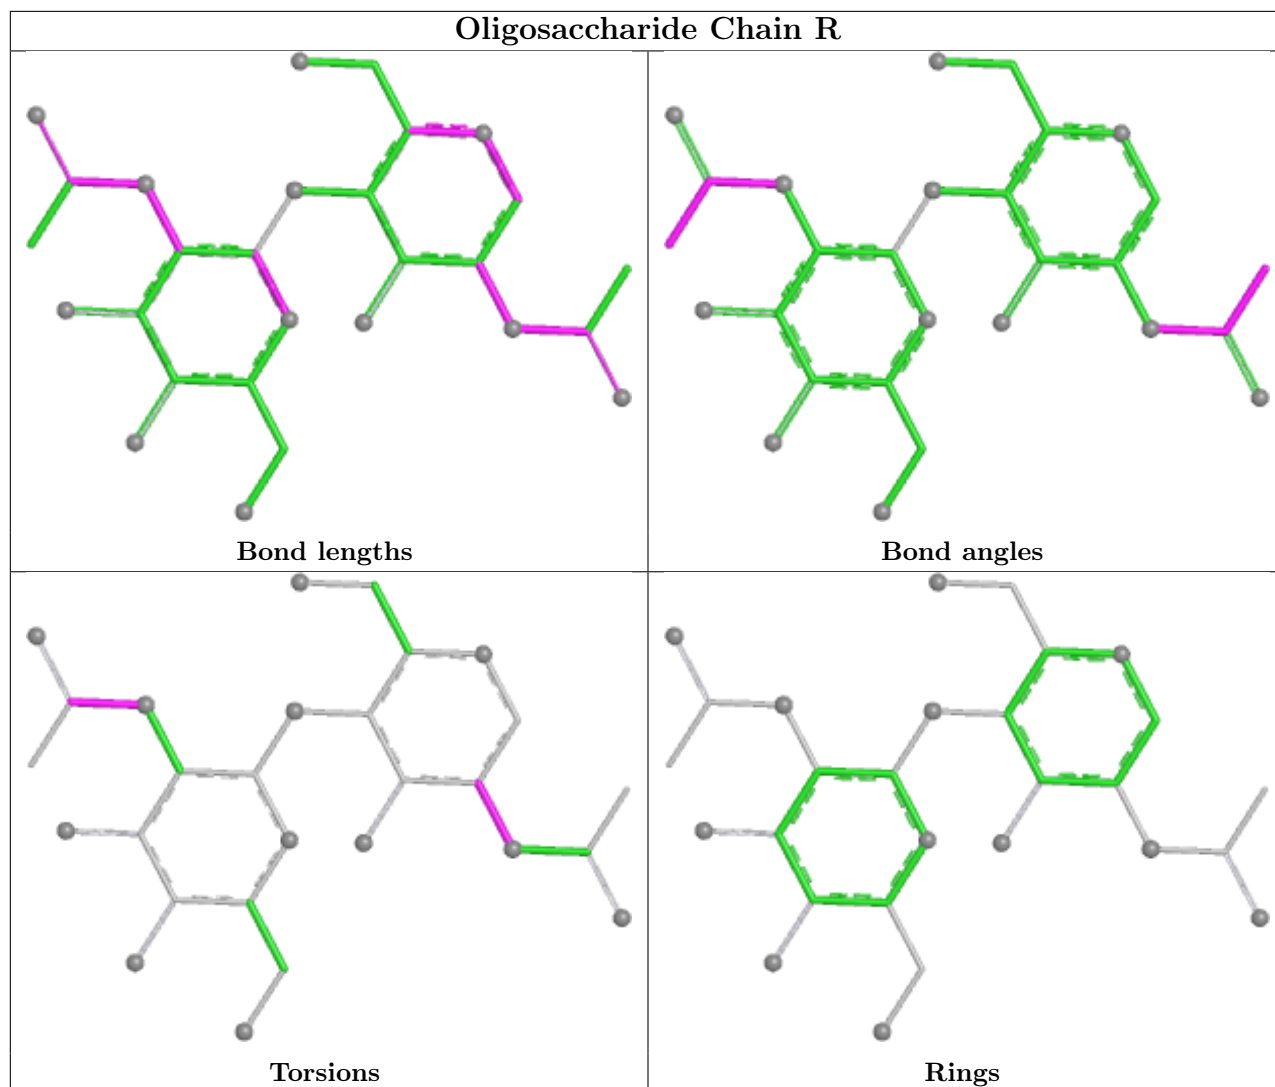 Oligosaccharide Chain R
Bond lengths
Bond angles
Torsions
Rings